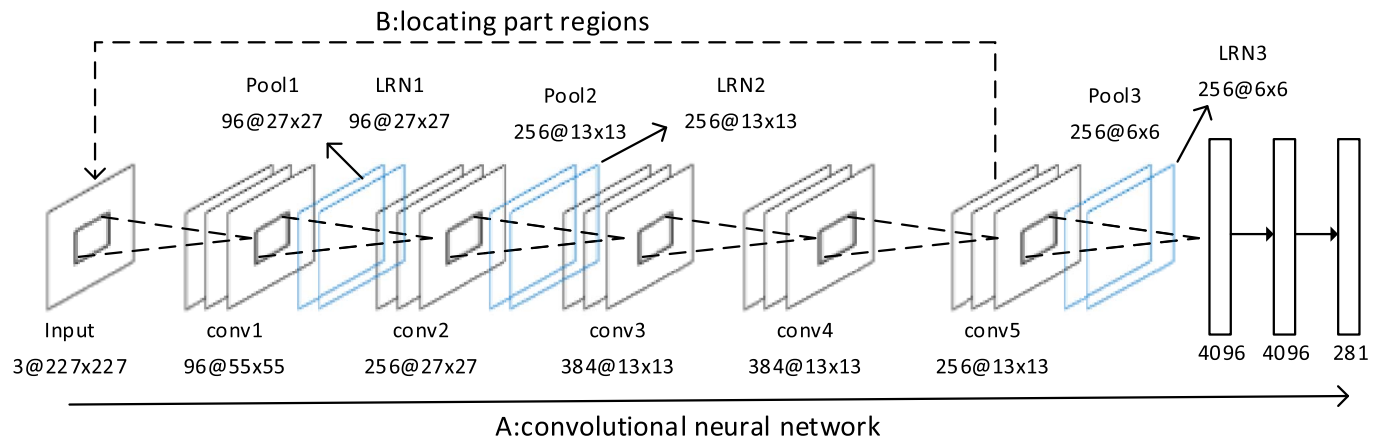 B:locating part regions
LRN3
256@6x6
Pool1
96@27x27
LRN1
96@27x27
Pool2
256@13x13
LRN2
256@13x13
Pool3
256@6x6
Input
3@227x227
conv1
96@55x55
conv2
256@27x27
conv3
384@13x13
conv4
384@13x13
conv5
256@13x13
4096
4096
281
A:convolutional neural network